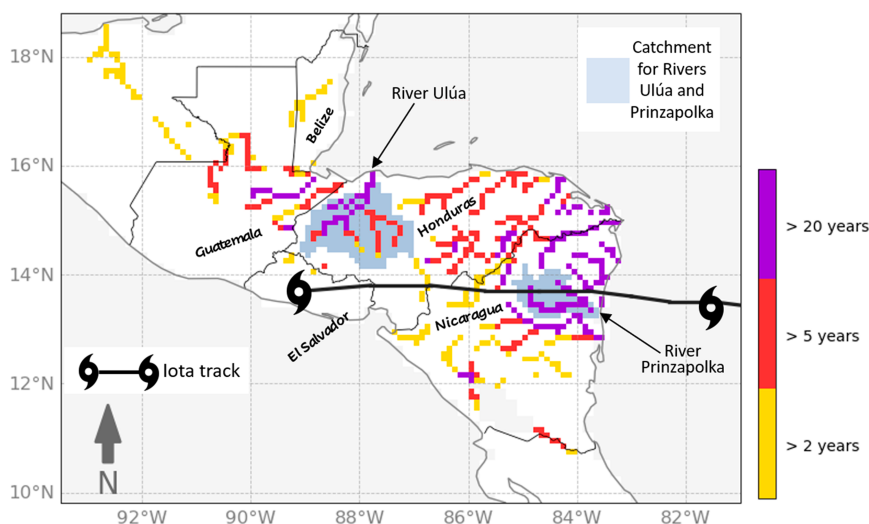 18°N
16°N
14°N
12°N
10°N
92°W
90°W
88°W
86°W
84°W
82°W
Catchment
for Rivers
Ulúa and
Prinzapolka
River Ulúa
Belize
Guatemala
Honduras
El Salvador
Nicaragua
River
Prinzapolka
Iota track
N
> 20 years
> 5 years
> 2 years